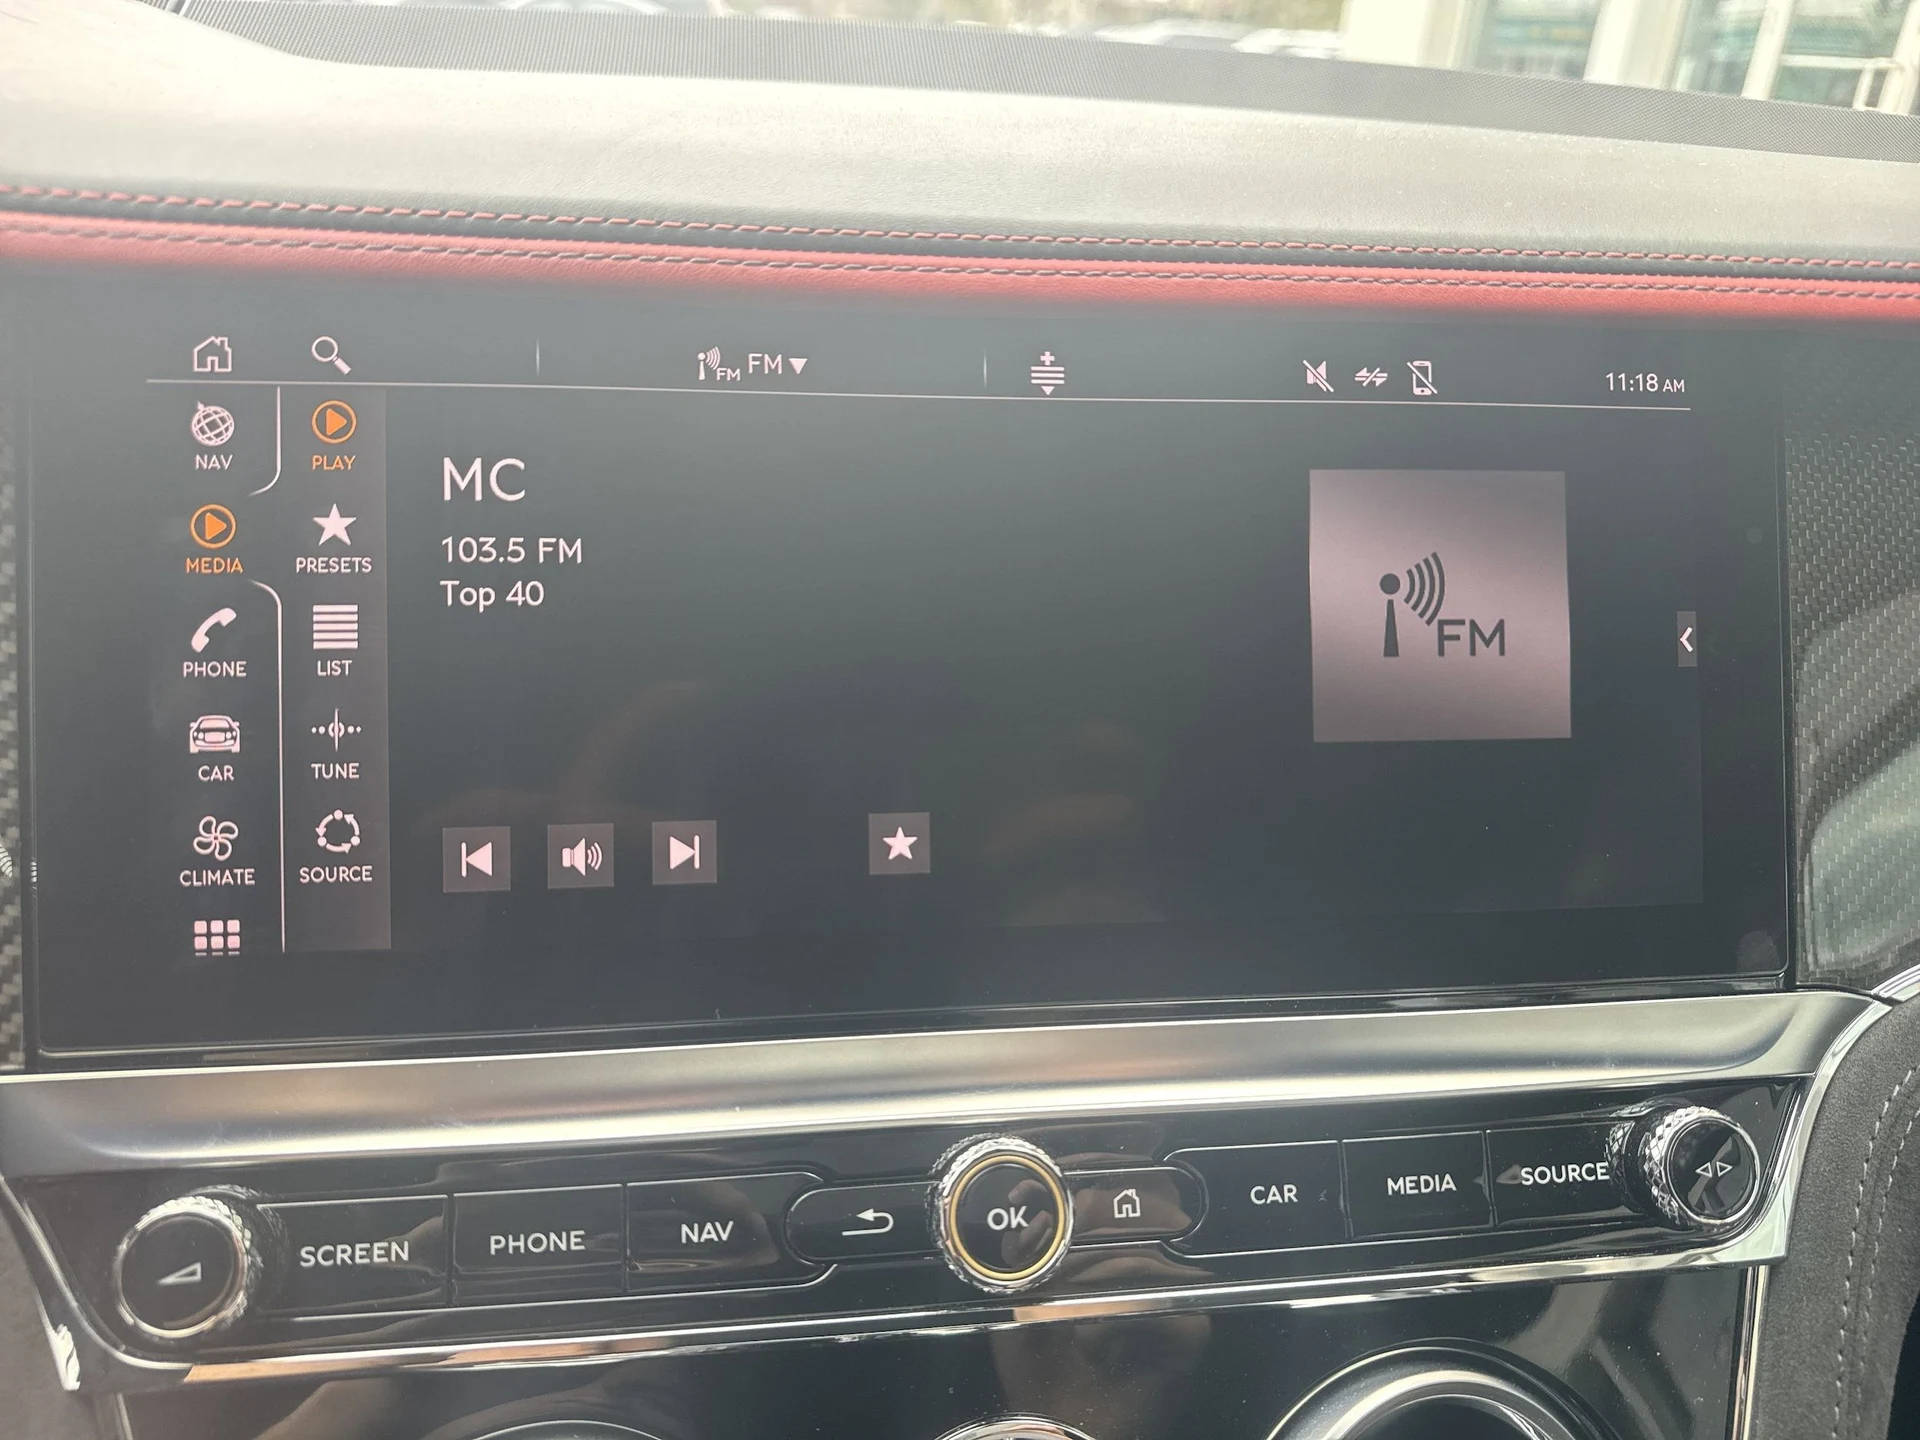 FM FM
11:18 AM
NAV
PLAY
MEDIA
PRESETS
PHONE
LIST
CAR
TUNE
CLIMATE
SOURCE
MC
103.5 FM
Top 40
FM
SCREEN
PHONE
NAV
OK
CAR
MEDIA
SOURCE